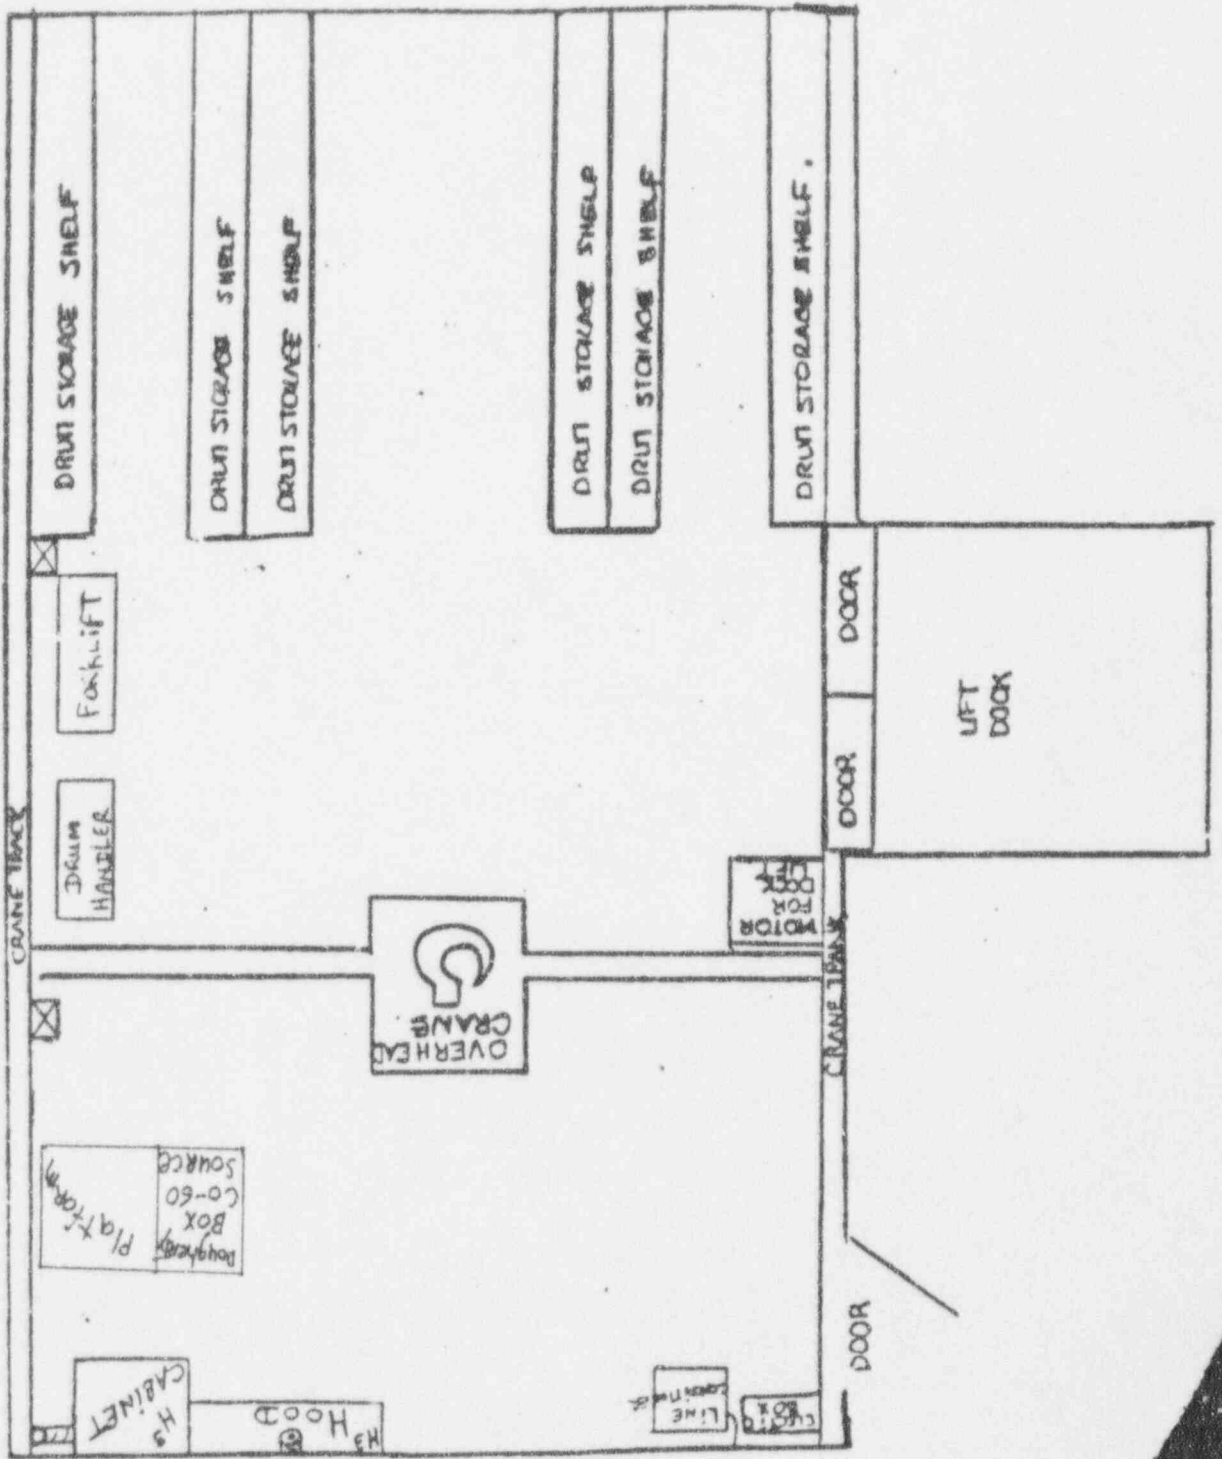 CRANE TRACK
DRUM STORAGE SHELF
DRUM STORAGE SHELF
DRUM STORAGE SHELF
DRUM STORAGE SHELF
DRUM STORAGE SHELF
DRUM STORAGE SHELF.
FORKLIFT
DRUM
HANDLER
OVERHEAD
CRANE
MOTOR
FOR
DOCK
LIFT
DOOR
DOOR
LIFT
DOCK
CRANE TRACK
Platform
Dougherty
BOX
CO-60
SOURCE
H3
CABINET
HOOD
H3
LINE
BOX
DOOR